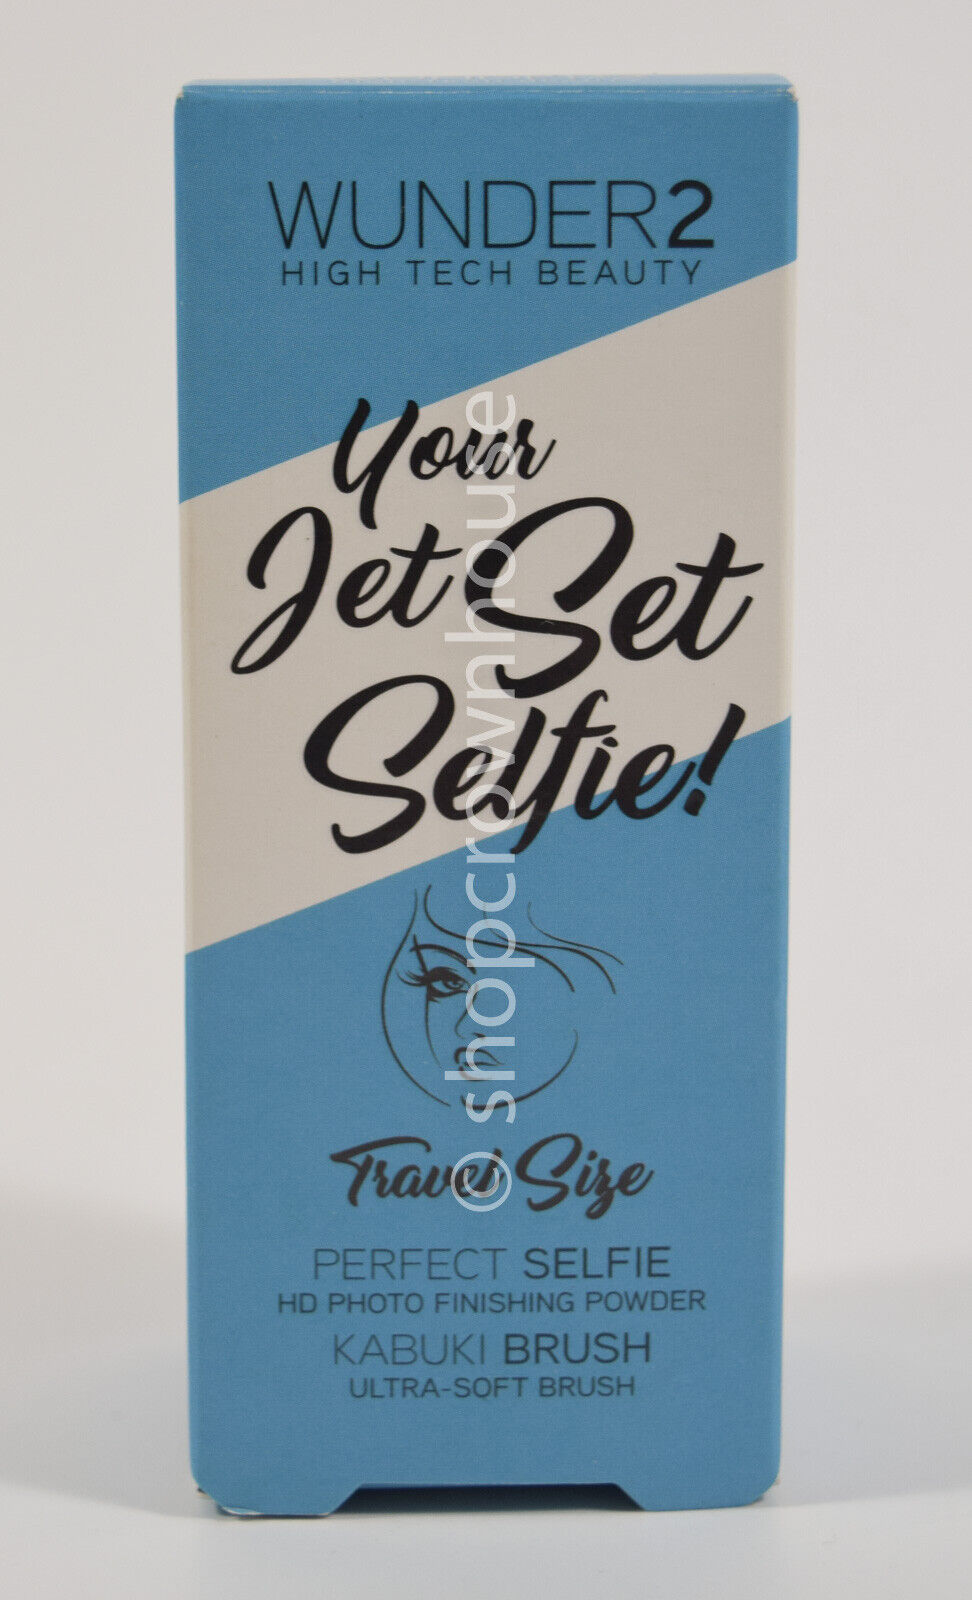 WUNDER2
HIGH TECH BEAUTY
Your
Jet Set
Selfie!
Travel Size
PERFECT SELFIE
HD PHOTO FINISHING POWDER
KABUKI BRUSH
ULTRA-SOFT BRUSH
© shopcrownhouse